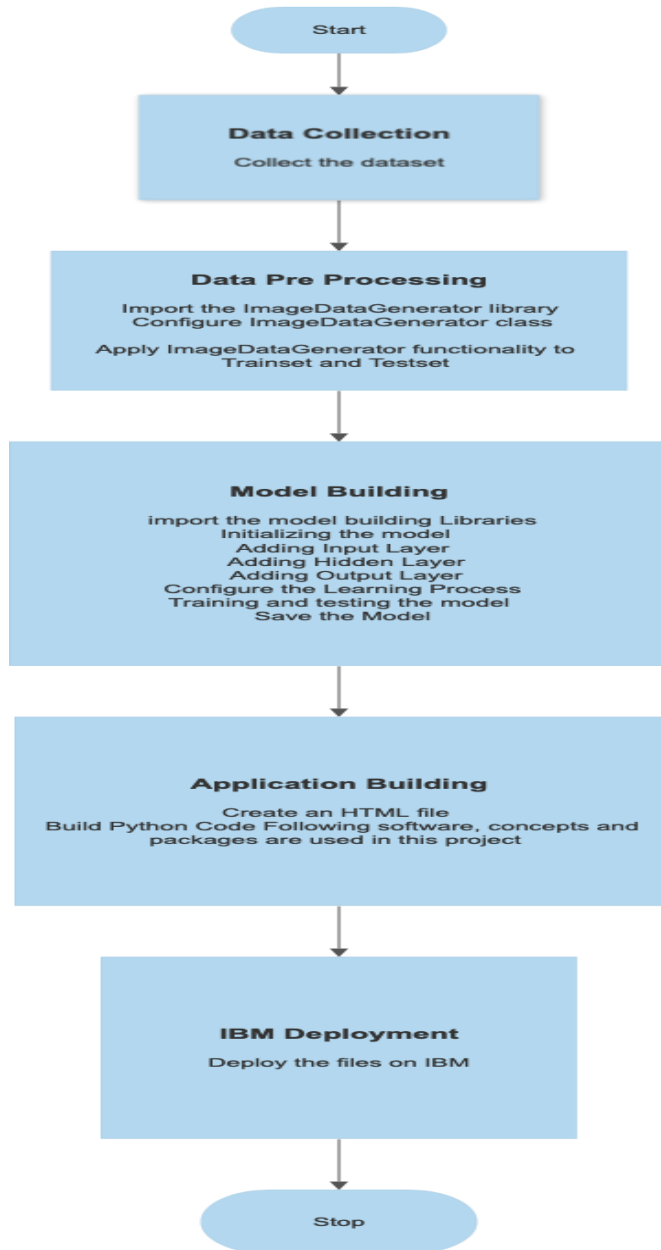 Start
Data Collection
Collect the dataset
Data Pre Processing
Import the ImageDataGenerator library
Configure ImageDataGenerator class
Apply ImageDataGenerator functionality to
Trainset and Testset
Model Building
import the model building Libraries
Initializing the model
Adding Input Layer
Adding Hidden Layer
Adding Output Layer
Configure the Learning Process
Training and testing the model
Save the Model
Application Building
Create an HTML file
Build Python Code Following software, concepts and
packages are used in this project
IBM Deployment
Deploy the files on IBM
Stop